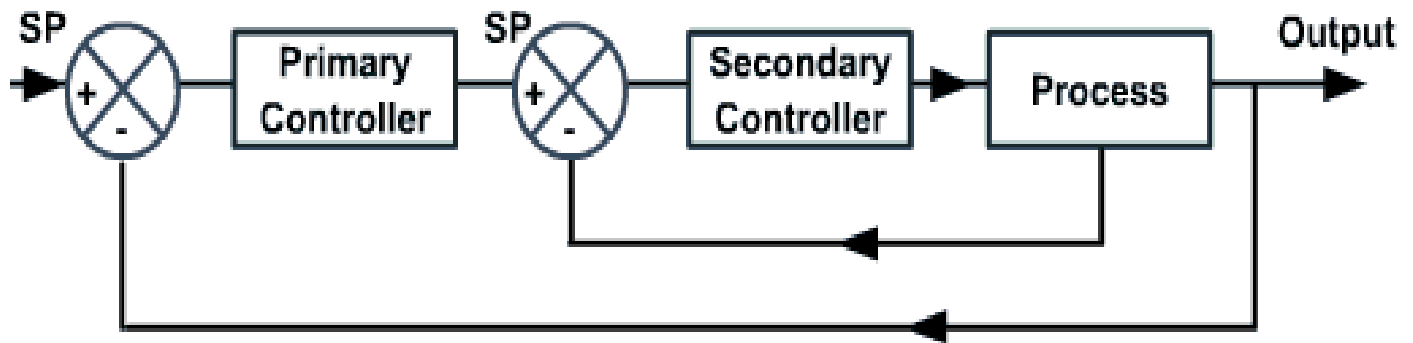 SP
+
-
Primary
Controller
SP
+
-
Secondary
Controller
Process
Output